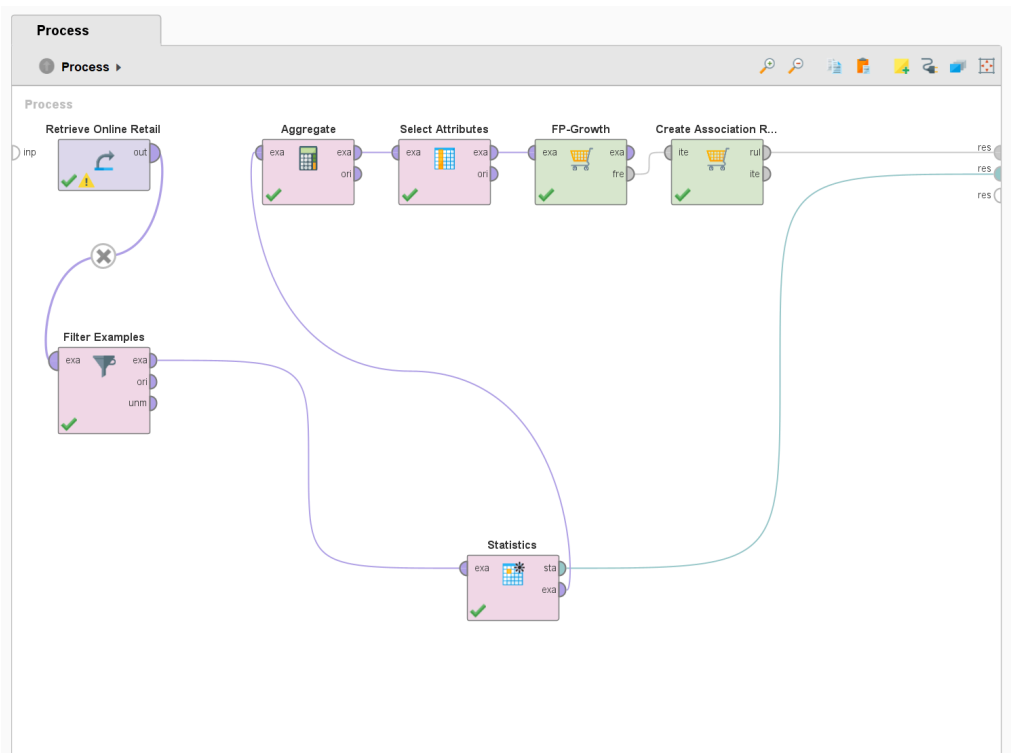 Process
Process
Process
Retrieve Online Retail
Aggregate
Select Attributes
FP-Growth
Create Association R...
inp
out
exa
exa
ori
exa
exa
ori
exa
exa
fre
ite
rul
ite
res
res
res
Filter Examples
exa
exa
ori
unm
Statistics
exa
sta
exa